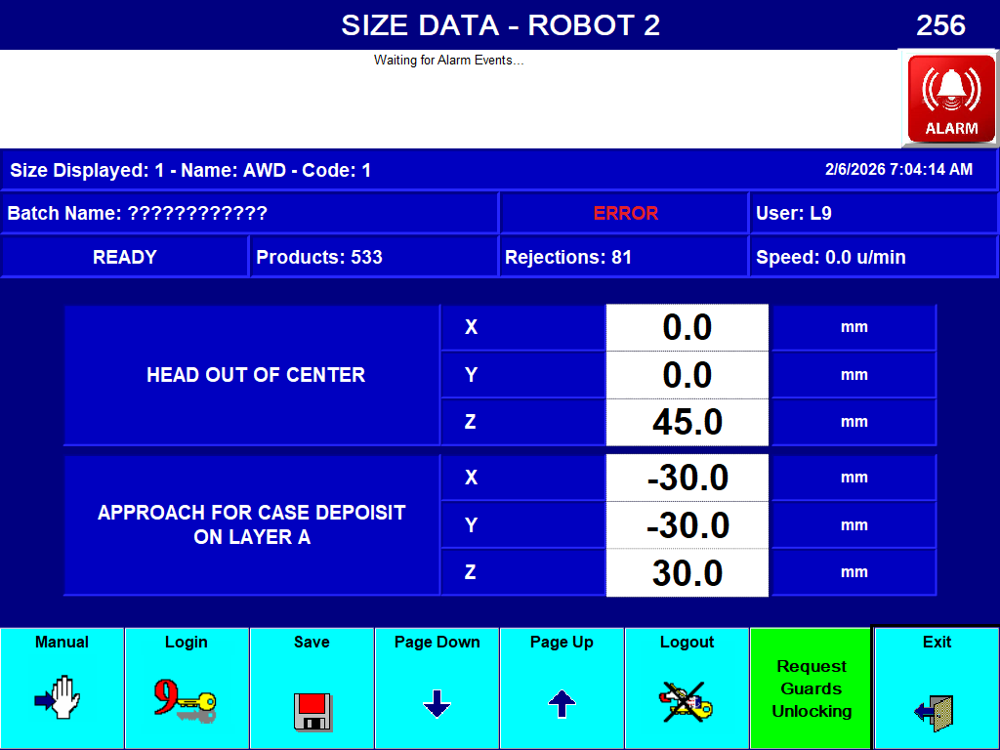 SIZE DATA - ROBOT 2 256
Waiting for Alarm Events...
ALARM
Size Displayed: 1 - Name: AWD - Code: 1 2/6/2026 7:04:14 AM
Batch Name: ???????????? ERROR User: L9
READY Products: 533 Rejections: 81 Speed: 0.0 u/min
HEAD OUT OF CENTER
X 0.0 mm
Y 0.0 mm
Z 45.0 mm
APPROACH FOR CASE DEPOISIT
ON LAYER A
X -30.0 mm
Y -30.0 mm
Z 30.0 mm
Manual Login Save Page Down Page Up Logout
Request
Guards
Unlocking
Exit
9